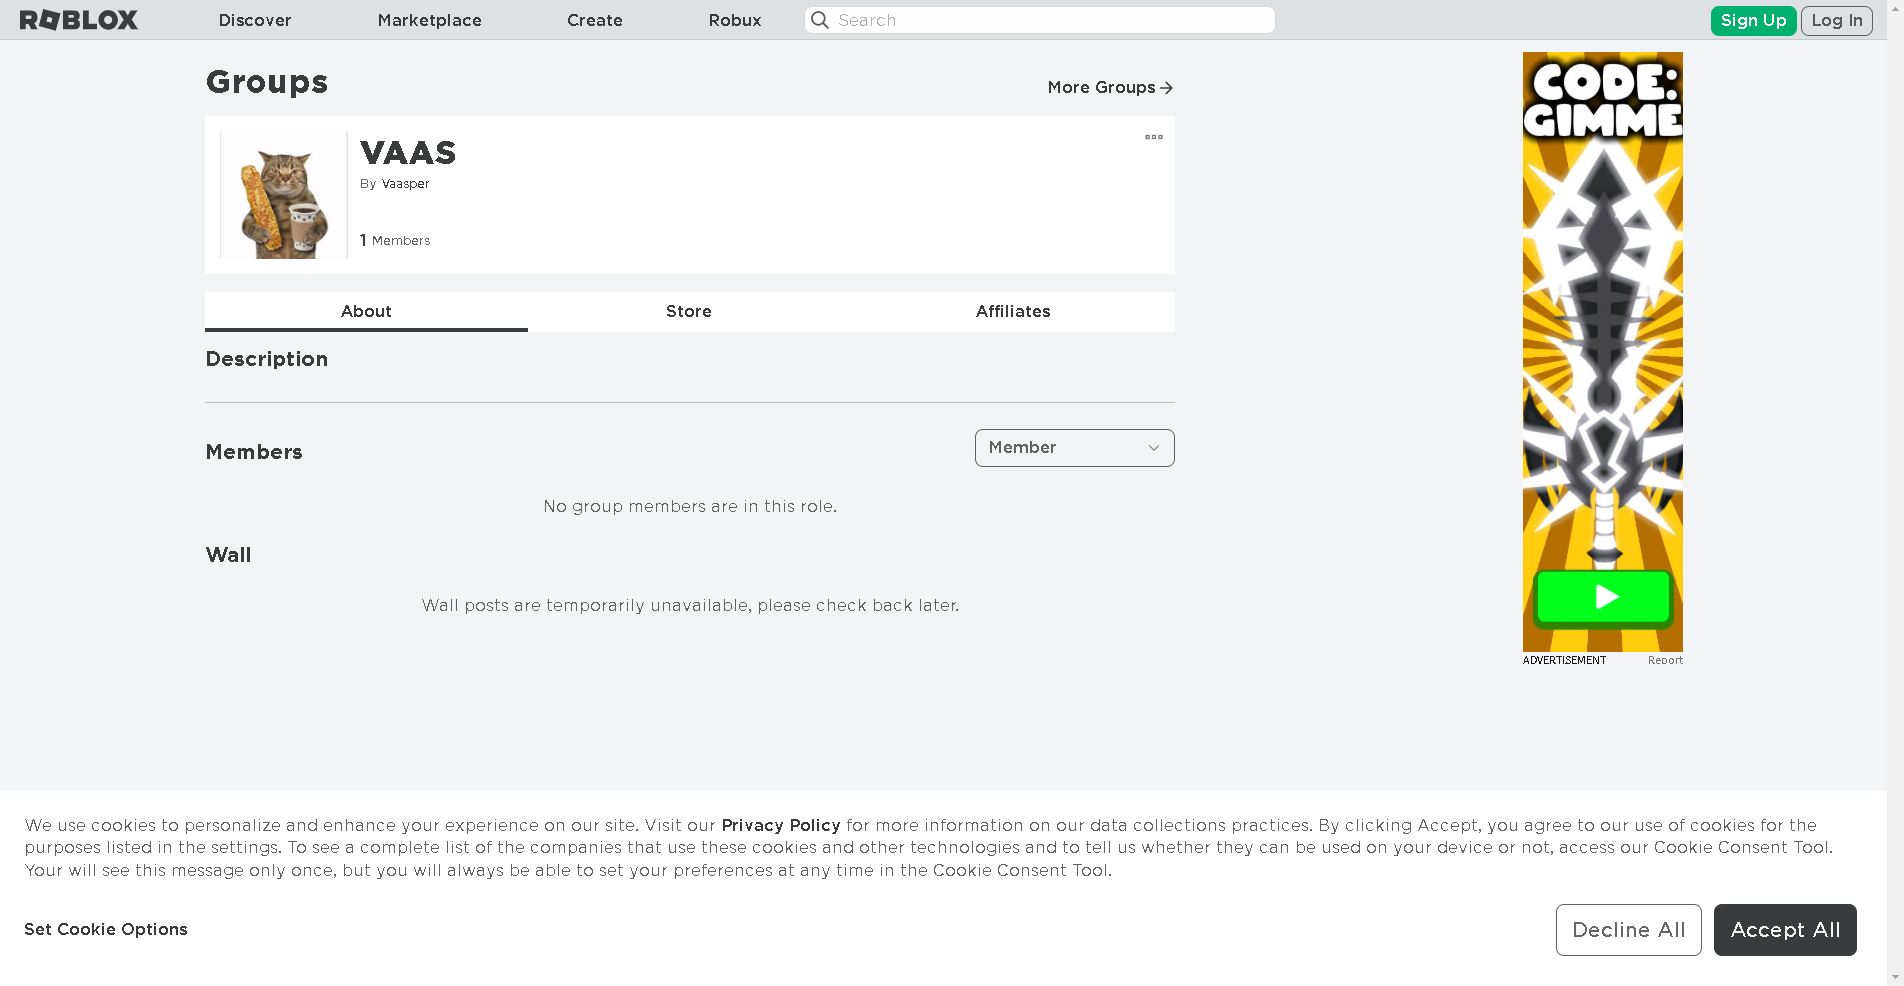 ROBLOX
Discover
Marketplace
Create
Robux
Search
Sign Up
Log In
Groups
More Groups
VAAS
By Vaasper
1 Members
About
Store
Affiliates
Description
Members
Member
No group members are in this role.
Wall
Wall posts are temporarily unavailable, please check back later.
CODE:
GIMME
ADVERTISEMENT
Report
We use cookies to personalize and enhance your experience on our site. Visit our Privacy Policy for more information on our data collections practices. By clicking Accept, you agree to our use of cookies for the
purposes listed in the settings. To see a complete list of the companies that use these cookies and other technologies and to tell us whether they can be used on your device or not, access our Cookie Consent Tool.
Your will see this message only once, but you will always be able to set your preferences at any time in the Cookie Consent Tool.
Set Cookie Options
Decline All
Accept All